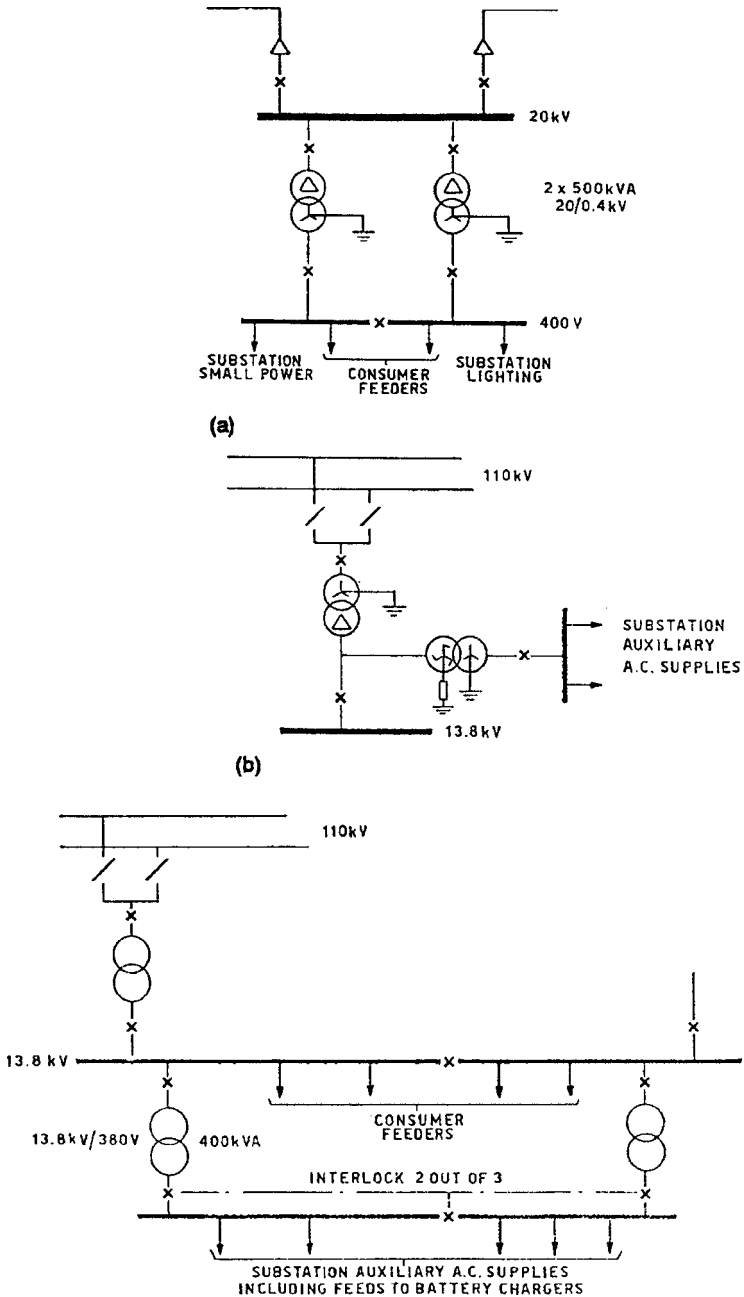 20kV
2 x 500kVA
20/0.4kV
400V
SUBSTATION
SMALL POWER
CONSUMER
FEEDERS
SUBSTATION
LIGHTING
(a)
110kV
SUBSTATION
AUXILIARY
A.C. SUPPLIES
13.8kV
(b)
110kV
13.8 kV
CONSUMER
FEEDERS
13.8kV/380V
400kVA
INTERLOCK 2 OUT OF 3
SUBSTATION AUXILIARY A.C. SUPPLIES
INCLUDING FEEDS TO BATTERY CHARGERS